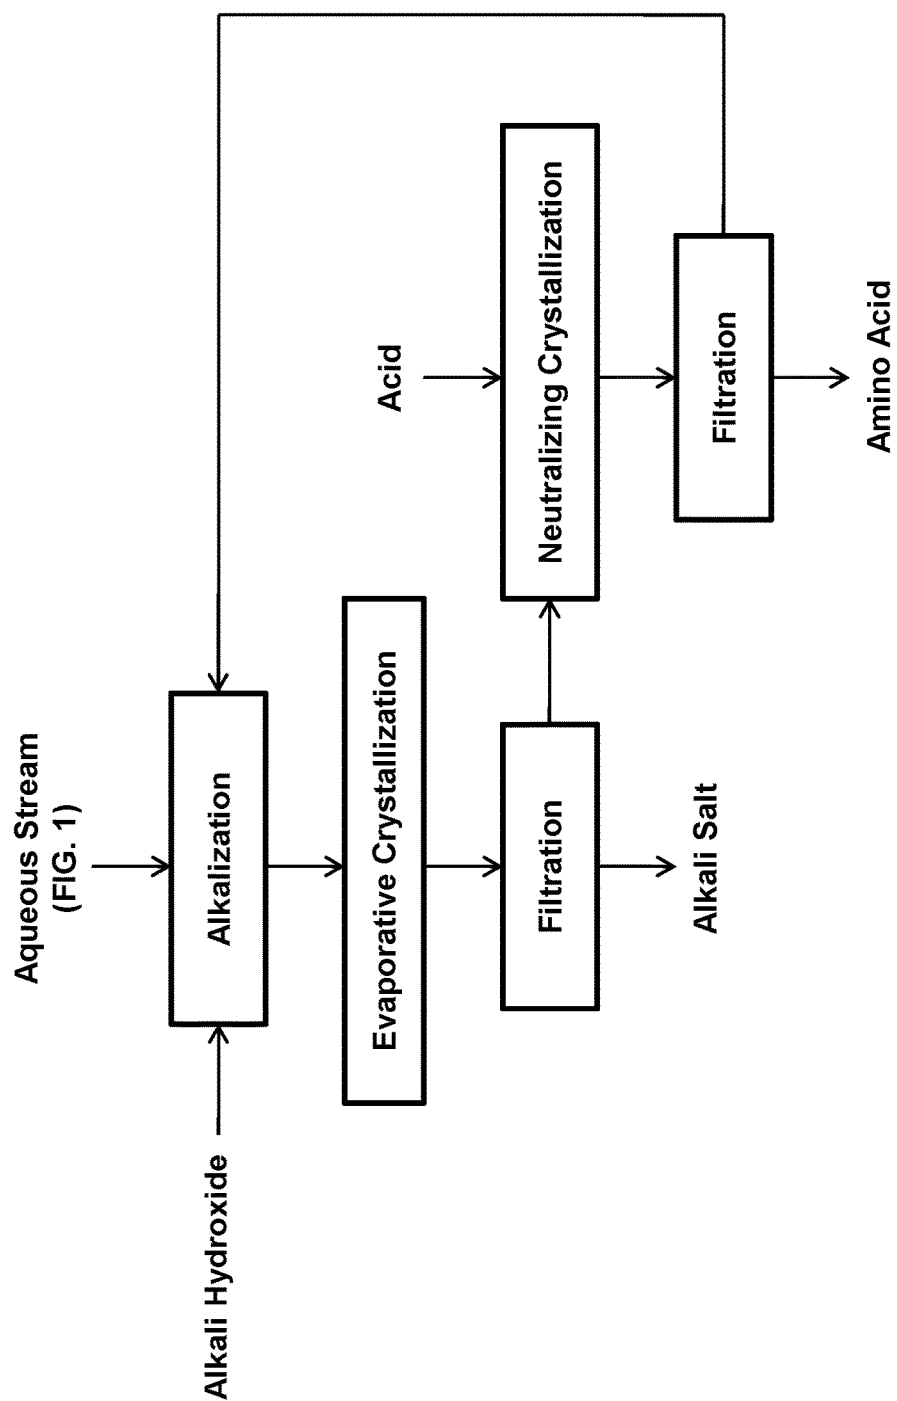 Aqueous Stream
(FIG. 1)
Alkali Hydroxide
Alkalization
Evaporative Crystallization
Filtration
Alkali Salt
Acid
Neutralizing Crystallization
Filtration
Amino Acid